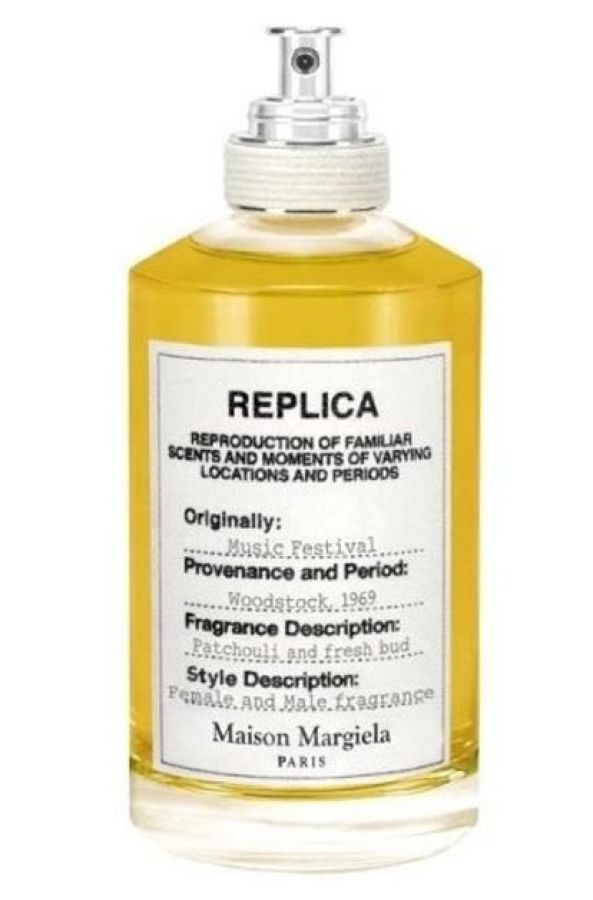 REPLICA
REPRODUCTION OF FAMILIAR
SCENTS AND MOMENTS OF VARYING
LOCATIONS AND PERIODS
Originally:
Music Festival
Provenance and Period:
Woodstock, 1969
Fragrance Description:
Patchouli and fresh bud
Style Description:
Female and Male fragrance
Maison Margiela
PARIS